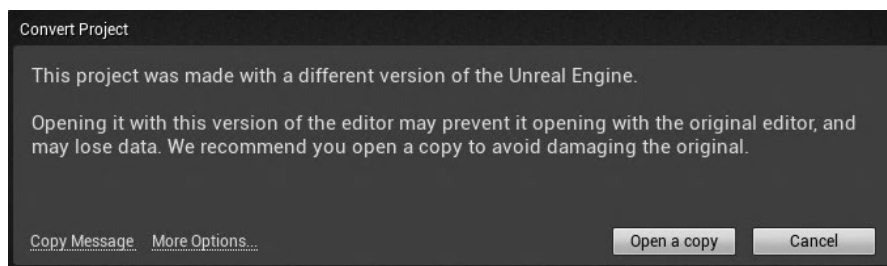 Convert Project
This project was made with a different version of the Unreal Engine.
Opening it with this version of the editor may prevent it opening with the original editor, and
may lose data. We recommend you open a copy to avoid damaging the original.
Copy Message More Options... Open a copy Cancel